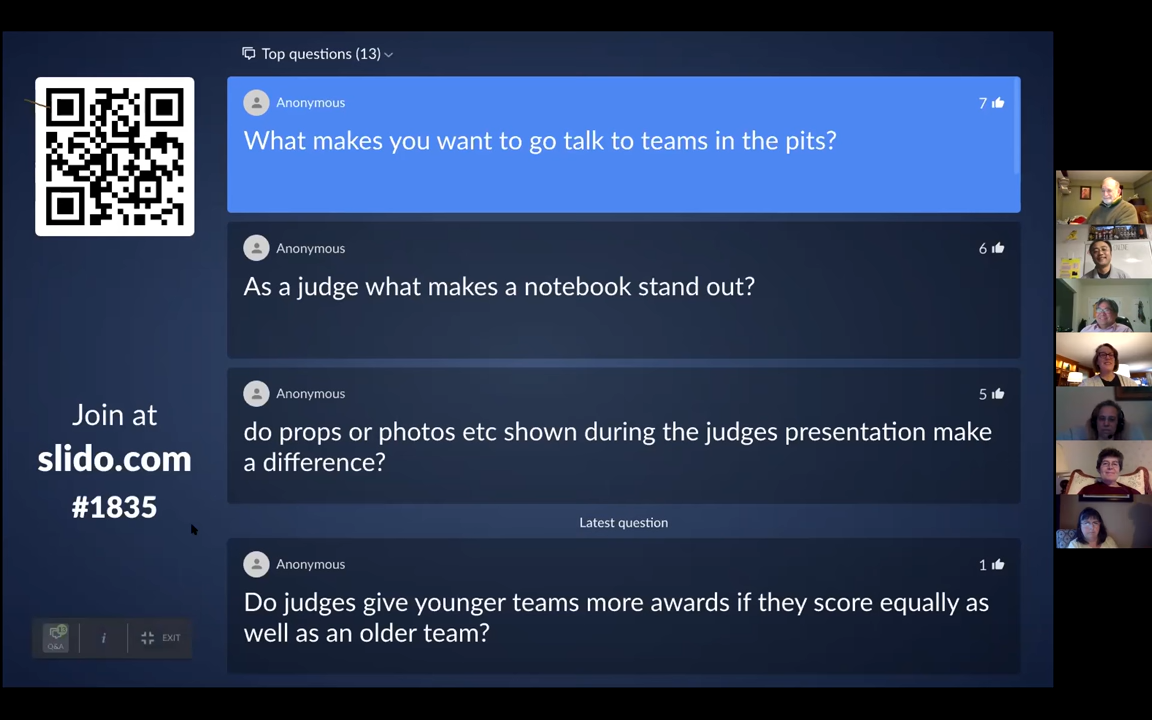 Top questions (13)
Anonymous
7
What makes you want to go talk to teams in the pits?
Anonymous
6
As a judge what makes a notebook stand out?
Anonymous
5
do props or photos etc shown during the judges presentation make
a difference?
Join at
slido.com
#1835
Latest question
Anonymous
1
Do judges give younger teams more awards if they score equally as
well as an older team?
Q&A
i
EXIT